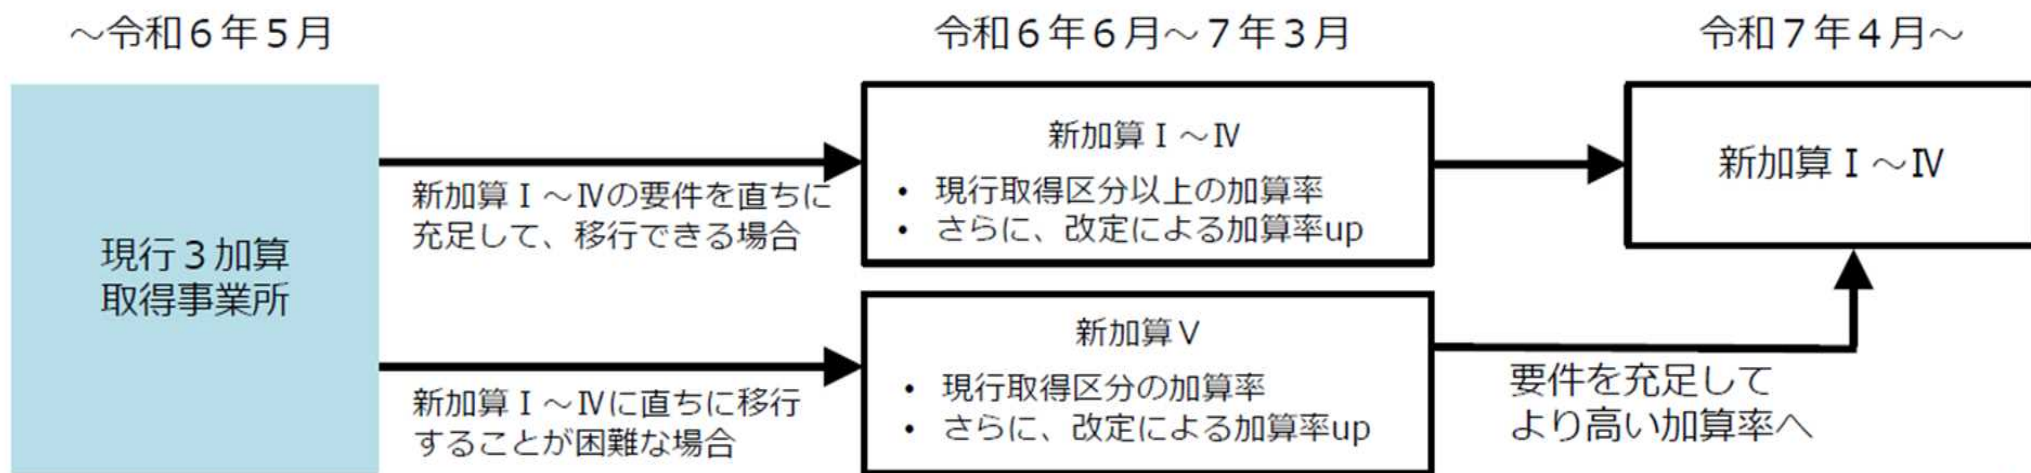 ～令和６年５月
令和６年６月～７年３月
令和７年４月～
現行３加算
取得事業所
新加算Ⅰ～Ⅳの要件を直ちに
充足して、移行できる場合
新加算Ⅰ～Ⅳ
• 現行取得区分以上の加算率
• さらに、改定による加算率up
新加算Ⅰ～Ⅳ
新加算Ⅰ～Ⅳに直ちに移行
することが困難な場合
新加算Ⅴ
• 現行取得区分の加算率
• さらに、改定による加算率up
要件を充足して
より高い加算率へ